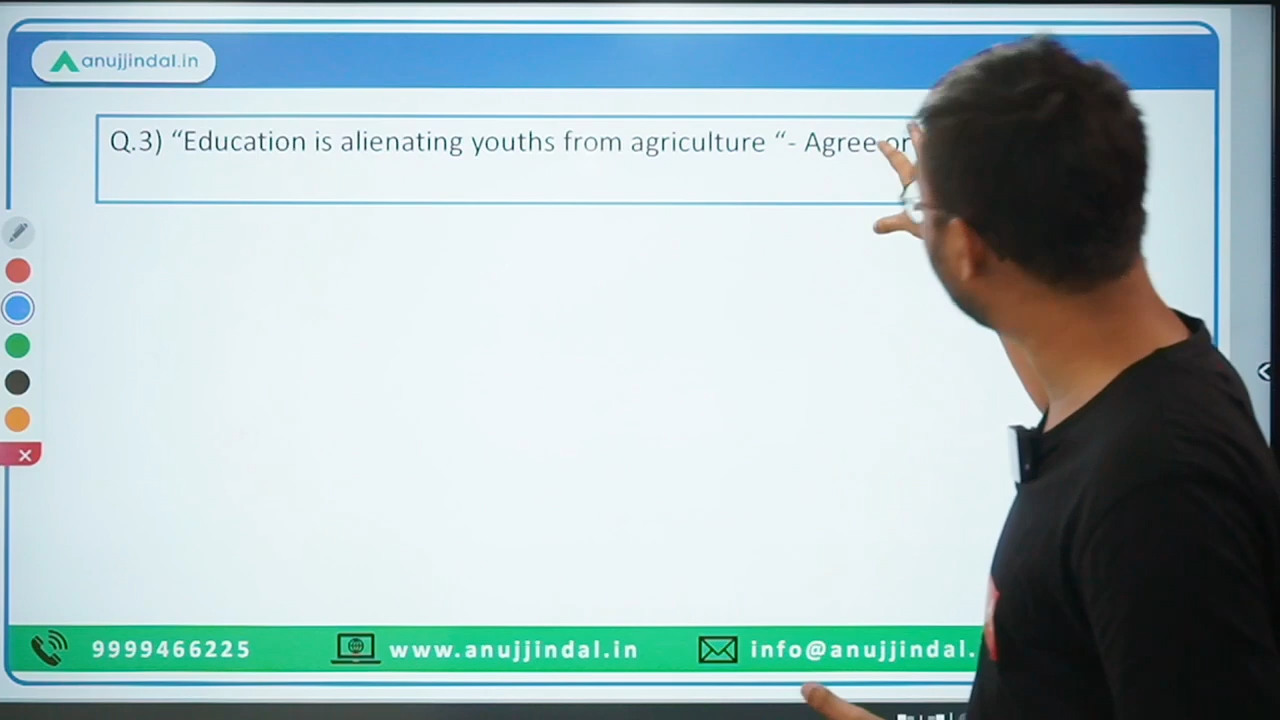 anujjindal.in
Q.3) “Education is alienating youths from agriculture “- Agree or
9999466225 www.anujjindal.in info@anujjindal.